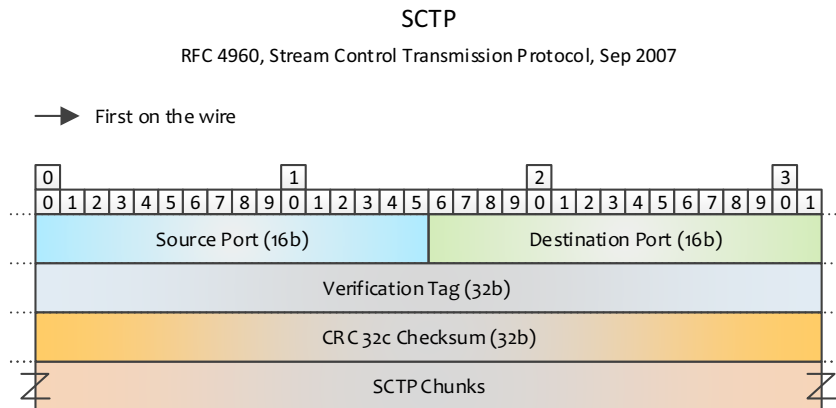 SCTP
RFC 4960, Stream Control Transmission Protocol, Sep 2007
First on the wire
0 1 2 3
0 1 2 3 4 5 6 7 8 9 0 1 2 3 4 5 6 7 8 9 0 1 2 3 4 5 6 7 8 9 0 1
Source Port (16b) Destination Port (16b)
Verification Tag (32b)
CRC 32c Checksum (32b)
SCTP Chunks